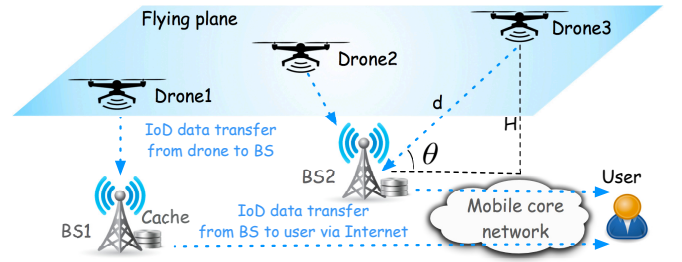 Flying plane
Drone3
Drone2
Drone1
d
H
IoD data transfer
from drone to BS
θ
BS2
User
Cache
BS1
IoD data transfer
from BS to user via Internet
Mobile core
network